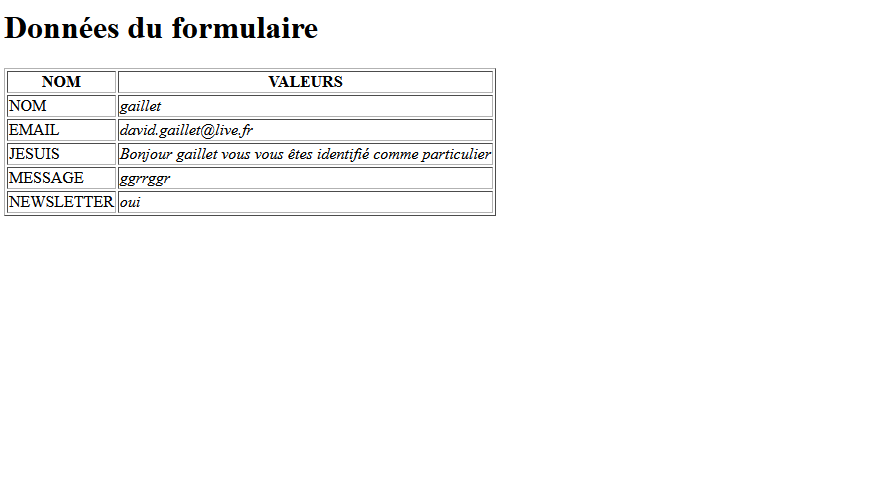 Données du formulaire
NOM VALEURS
NOM gaillet
EMAIL david.gaillet@live.fr
JESUIS Bonjour gaillet vous vous êtes identifié comme particulier
MESSAGE ggrrggr
NEWSLETTER oui